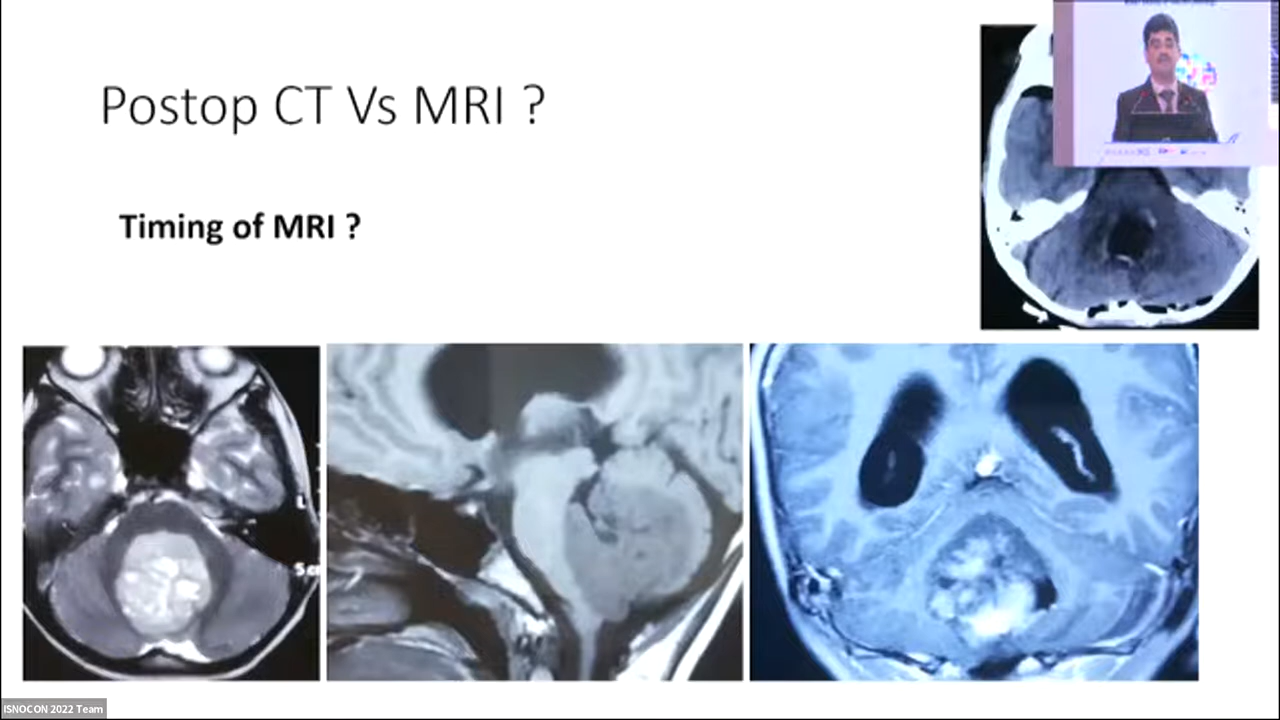 Postop CT Vs MRI ?
Timing of MRI ?
L
ISNOCON 2022 Team